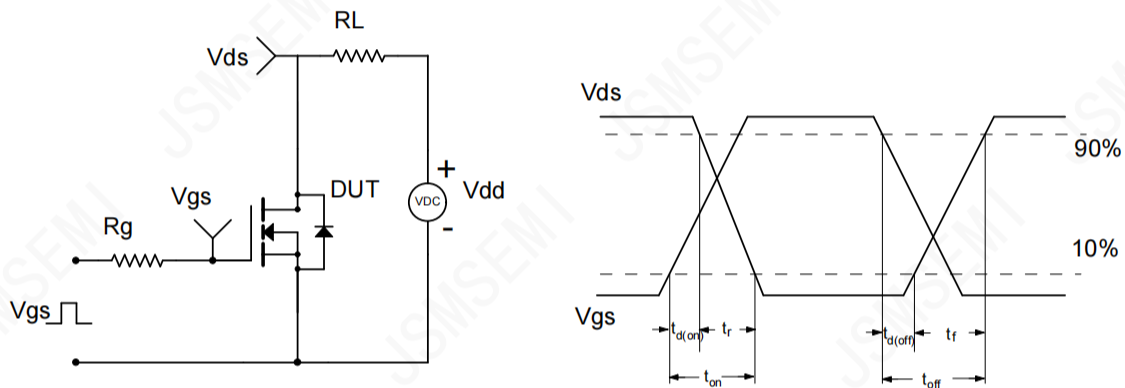 RL
Vds
+
Vdd
VDC
-
DUT
Vgs
Rg
Vgs
Vds
90%
10%
Vgs
td(on)
tr
ton
td(off)
tf
toff
JSMSEMI
JSMSEMI
JSMSEMI
JSMSEMI